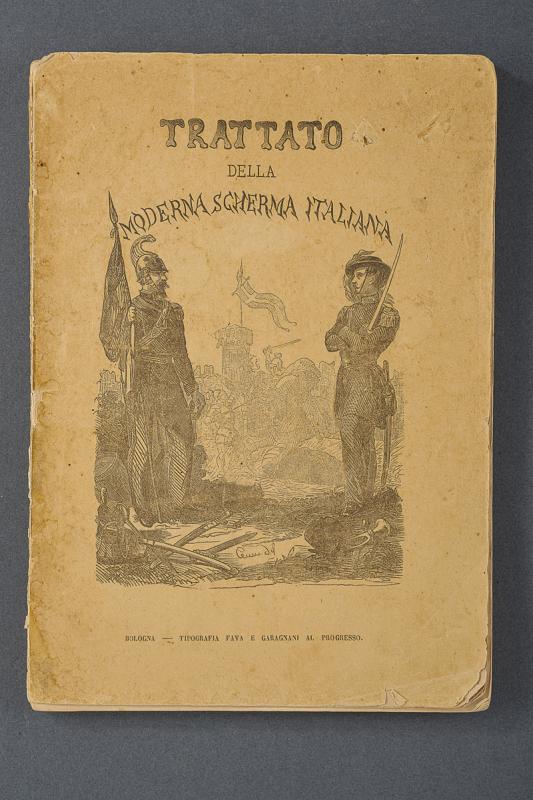 TRATTATO
DELLA
MODERNA SCHERMA ITALIANA
BOLOGNA — TIPOGRAFIA FAVA E GARAGNANI AL PROGRESSO.